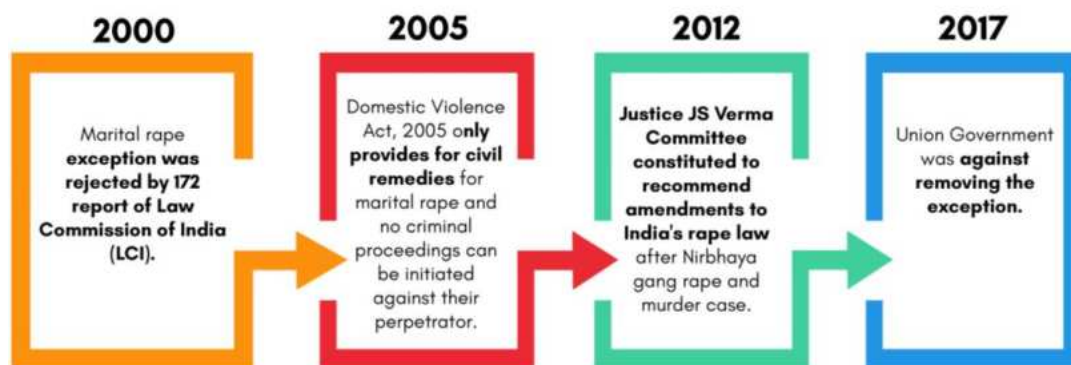 2000
Marital rape
exception was
rejected by 172
report of Law
Commission of India
(LCI).
2005
Domestic Violence
Act, 2005 only
provides for civil
remedies for
marital rape and
no criminal
proceedings can
be initiated
against their
perpetrator.
2012
Justice JS Verma
Committee
constituted to
recommend
amendments to
India's rape law
after Nirbhaya
gang rape and
murder case.
2017
Union Government
was against
removing the
exception.